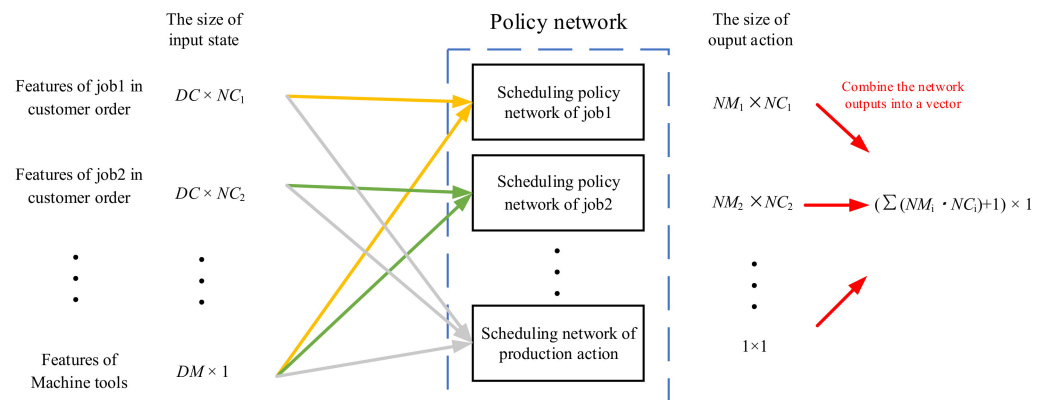 The size of
input state
Policy network
The size of
ouput action
Features of job1 in
customer order
DC × NC₁
Scheduling policy
network of job1
NM₁ ×NC₁
Combine the network
outputs into a vector
Features of job2 in
customer order
DC × NC₂
Scheduling policy
network of job2
NM₂ ×NC₂
(∑(NMᵢ・NCᵢ)+1) × 1
Features of
Machine tools
DM × 1
Scheduling network of
production action
1×1